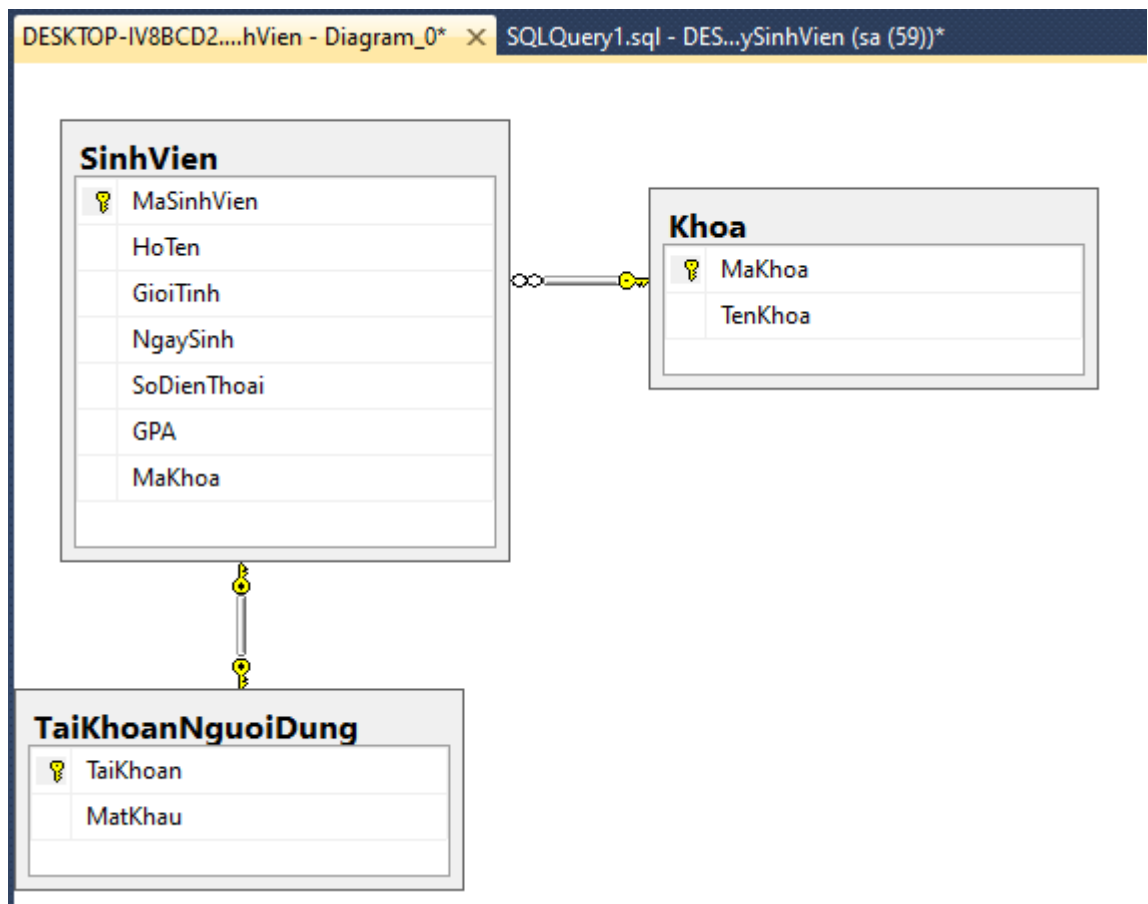 DESKTOP-IV8BCD2....hVien - Diagram_0*
SQLQuery1.sql - DES...ySinhVien (sa (59))*
SinhVien
MaSinhVien
HoTen
GioiTinh
NgaySinh
SoDienThoai
GPA
MaKhoa
Khoa
MaKhoa
TenKhoa
TaiKhoanNguoiDung
TaiKhoan
MatKhau